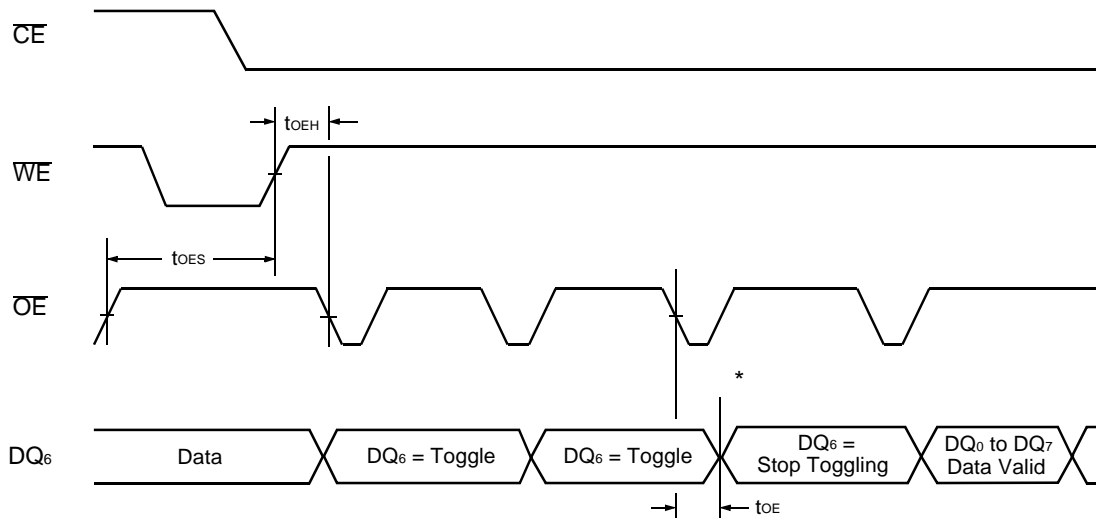 CE
tOEH
WE
tOES
OE
*
DQ6
Data
DQ6 = Toggle
DQ6 = Toggle
DQ6 =
Stop Toggling
DQ0 to DQ7
Data Valid
tOE